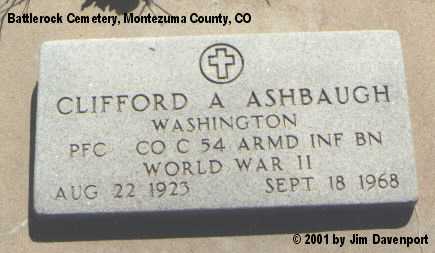 Battlerock Cemetery, Montezuma County, CO
CLIFFORD A ASHBAUGH
WASHINGTON
PFC CO C 54 ARMD INF BN
WORLD WAR II
AUG 22 1923 SEPT 18 1968
© 2001 by Jim Davenport